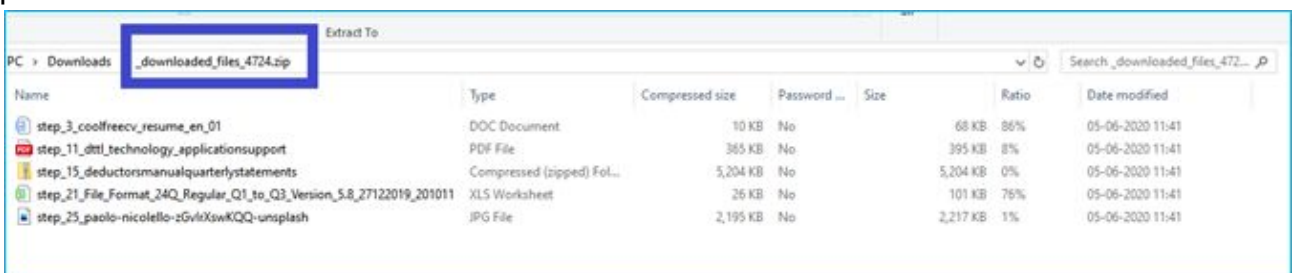 Extract To
PC > Downloads _downloaded_files_4724.zip Search _downloaded_files_472...
Name Type Compressed size Password ... Size Ratio Date modified
step_3_coolfreecv_resume_en_01 DOC Document 10 KB No 68 KB 86% 05-06-2020 11:41
step_11_dttl_technology_applicationsupport PDF File 365 KB No 395 KB 8% 05-06-2020 11:41
step_15_deductorsmanualquarterlystatements Compressed (zipped) Fol... 5,204 KB No 5,204 KB 0% 05-06-2020 11:41
step_21_File_Format_24Q_Regular_Q1_to_Q3_Version_5.8_27122019_201011 XLS Worksheet 26 KB No 101 KB 76% 05-06-2020 11:41
step_25_paolo-nicolello-zGvlrXswKQQ-unsplash JPG File 2,195 KB No 2,217 KB 1% 05-06-2020 11:41